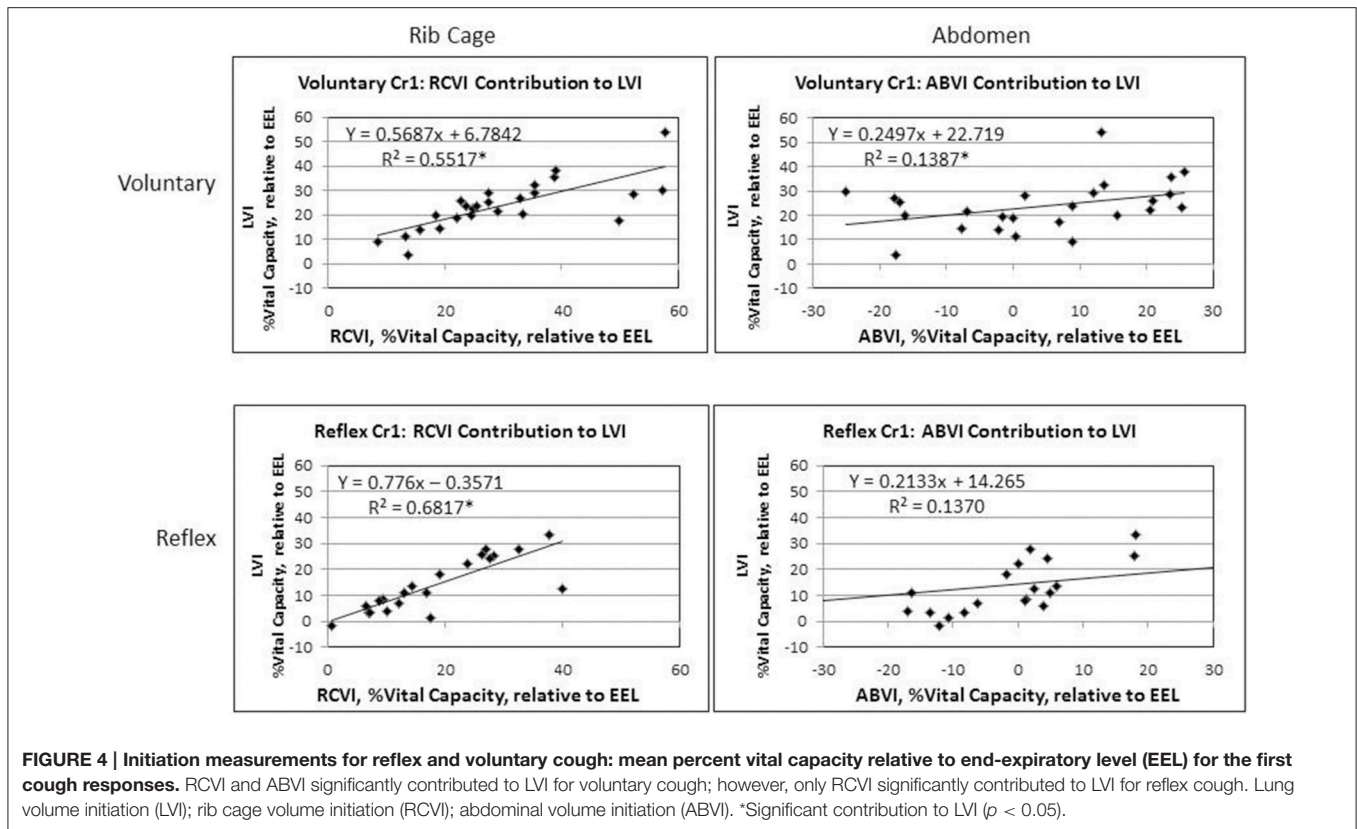 Rib Cage
Abdomen
Voluntary
Voluntary Cr1: RCVI Contribution to LVI
LVI
%Vital Capacity, relative to EEL
60
50
40
30
20
10
0
-10
Y = 0.5687x + 6.7842
R² = 0.5517*
0
20
40
60
RCVI, %Vital Capacity, relative to EEL
Voluntary Cr1: ABVI Contribution to LVI
LVI
%Vital Capacity, relative to EEL
60
50
40
30
20
10
0
-10
Y = 0.2497x + 22.719
R² = 0.1387*
-30
-20
-10
0
10
20
30
ABVI, %Vital Capacity, relative to EEL
Reflex
Reflex Cr1: RCVI Contribution to LVI
LVI
%Vital Capacity, relative to EEL
60
50
40
30
20
10
0
-10
Y = 0.776x – 0.3571
R² = 0.6817*
0
20
40
60
RCVI, %Vital Capacity, relative to EEL
Reflex Cr1: ABVI Contribution to LVI
LVI
%Vital Capacity, relative to EEL
60
50
40
30
20
10
0
-10
Y = 0.2133x + 14.265
R² = 0.1370
-30
-20
-10
0
10
20
30
ABVI, %Vital Capacity, relative to EEL
FIGURE 4 | Initiation measurements for reflex and voluntary cough: mean percent vital capacity relative to end-expiratory level (EEL) for the first
cough responses. RCVI and ABVI significantly contributed to LVI for voluntary cough; however, only RCVI significantly contributed to LVI for reflex cough. Lung
volume initiation (LVI); rib cage volume initiation (RCVI); abdominal volume initiation (ABVI). *Significant contribution to LVI (p < 0.05).